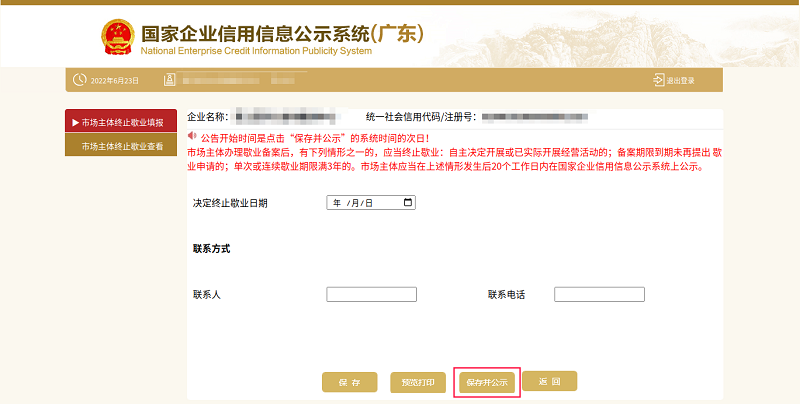 国家企业信用信息公示系统(广东)
National Enterprise Credit Information Publicity System
2022年6月23日
退出登录
市场主体终止歇业填报
市场主体终止歇业查看
企业名称： 统一社会信用代码/注册号：
公告开始时间是点击“保存并公示”的系统时间的次日！
市场主体办理歇业备案后，有下列情形之一的，应当终止歇业：自主决定开展或已实际开展经营活动的；备案期限到期未再提出 歇
业申请的；单次或连续歇业期限满3年的。市场主体应当在上述情形发生后20个工作日内在国家企业信用信息公示系统上公示。
决定终止歇业日期 年 /月/日
联系方式
联系人 联系电话
保 存 预览打印 保存并公示 返 回